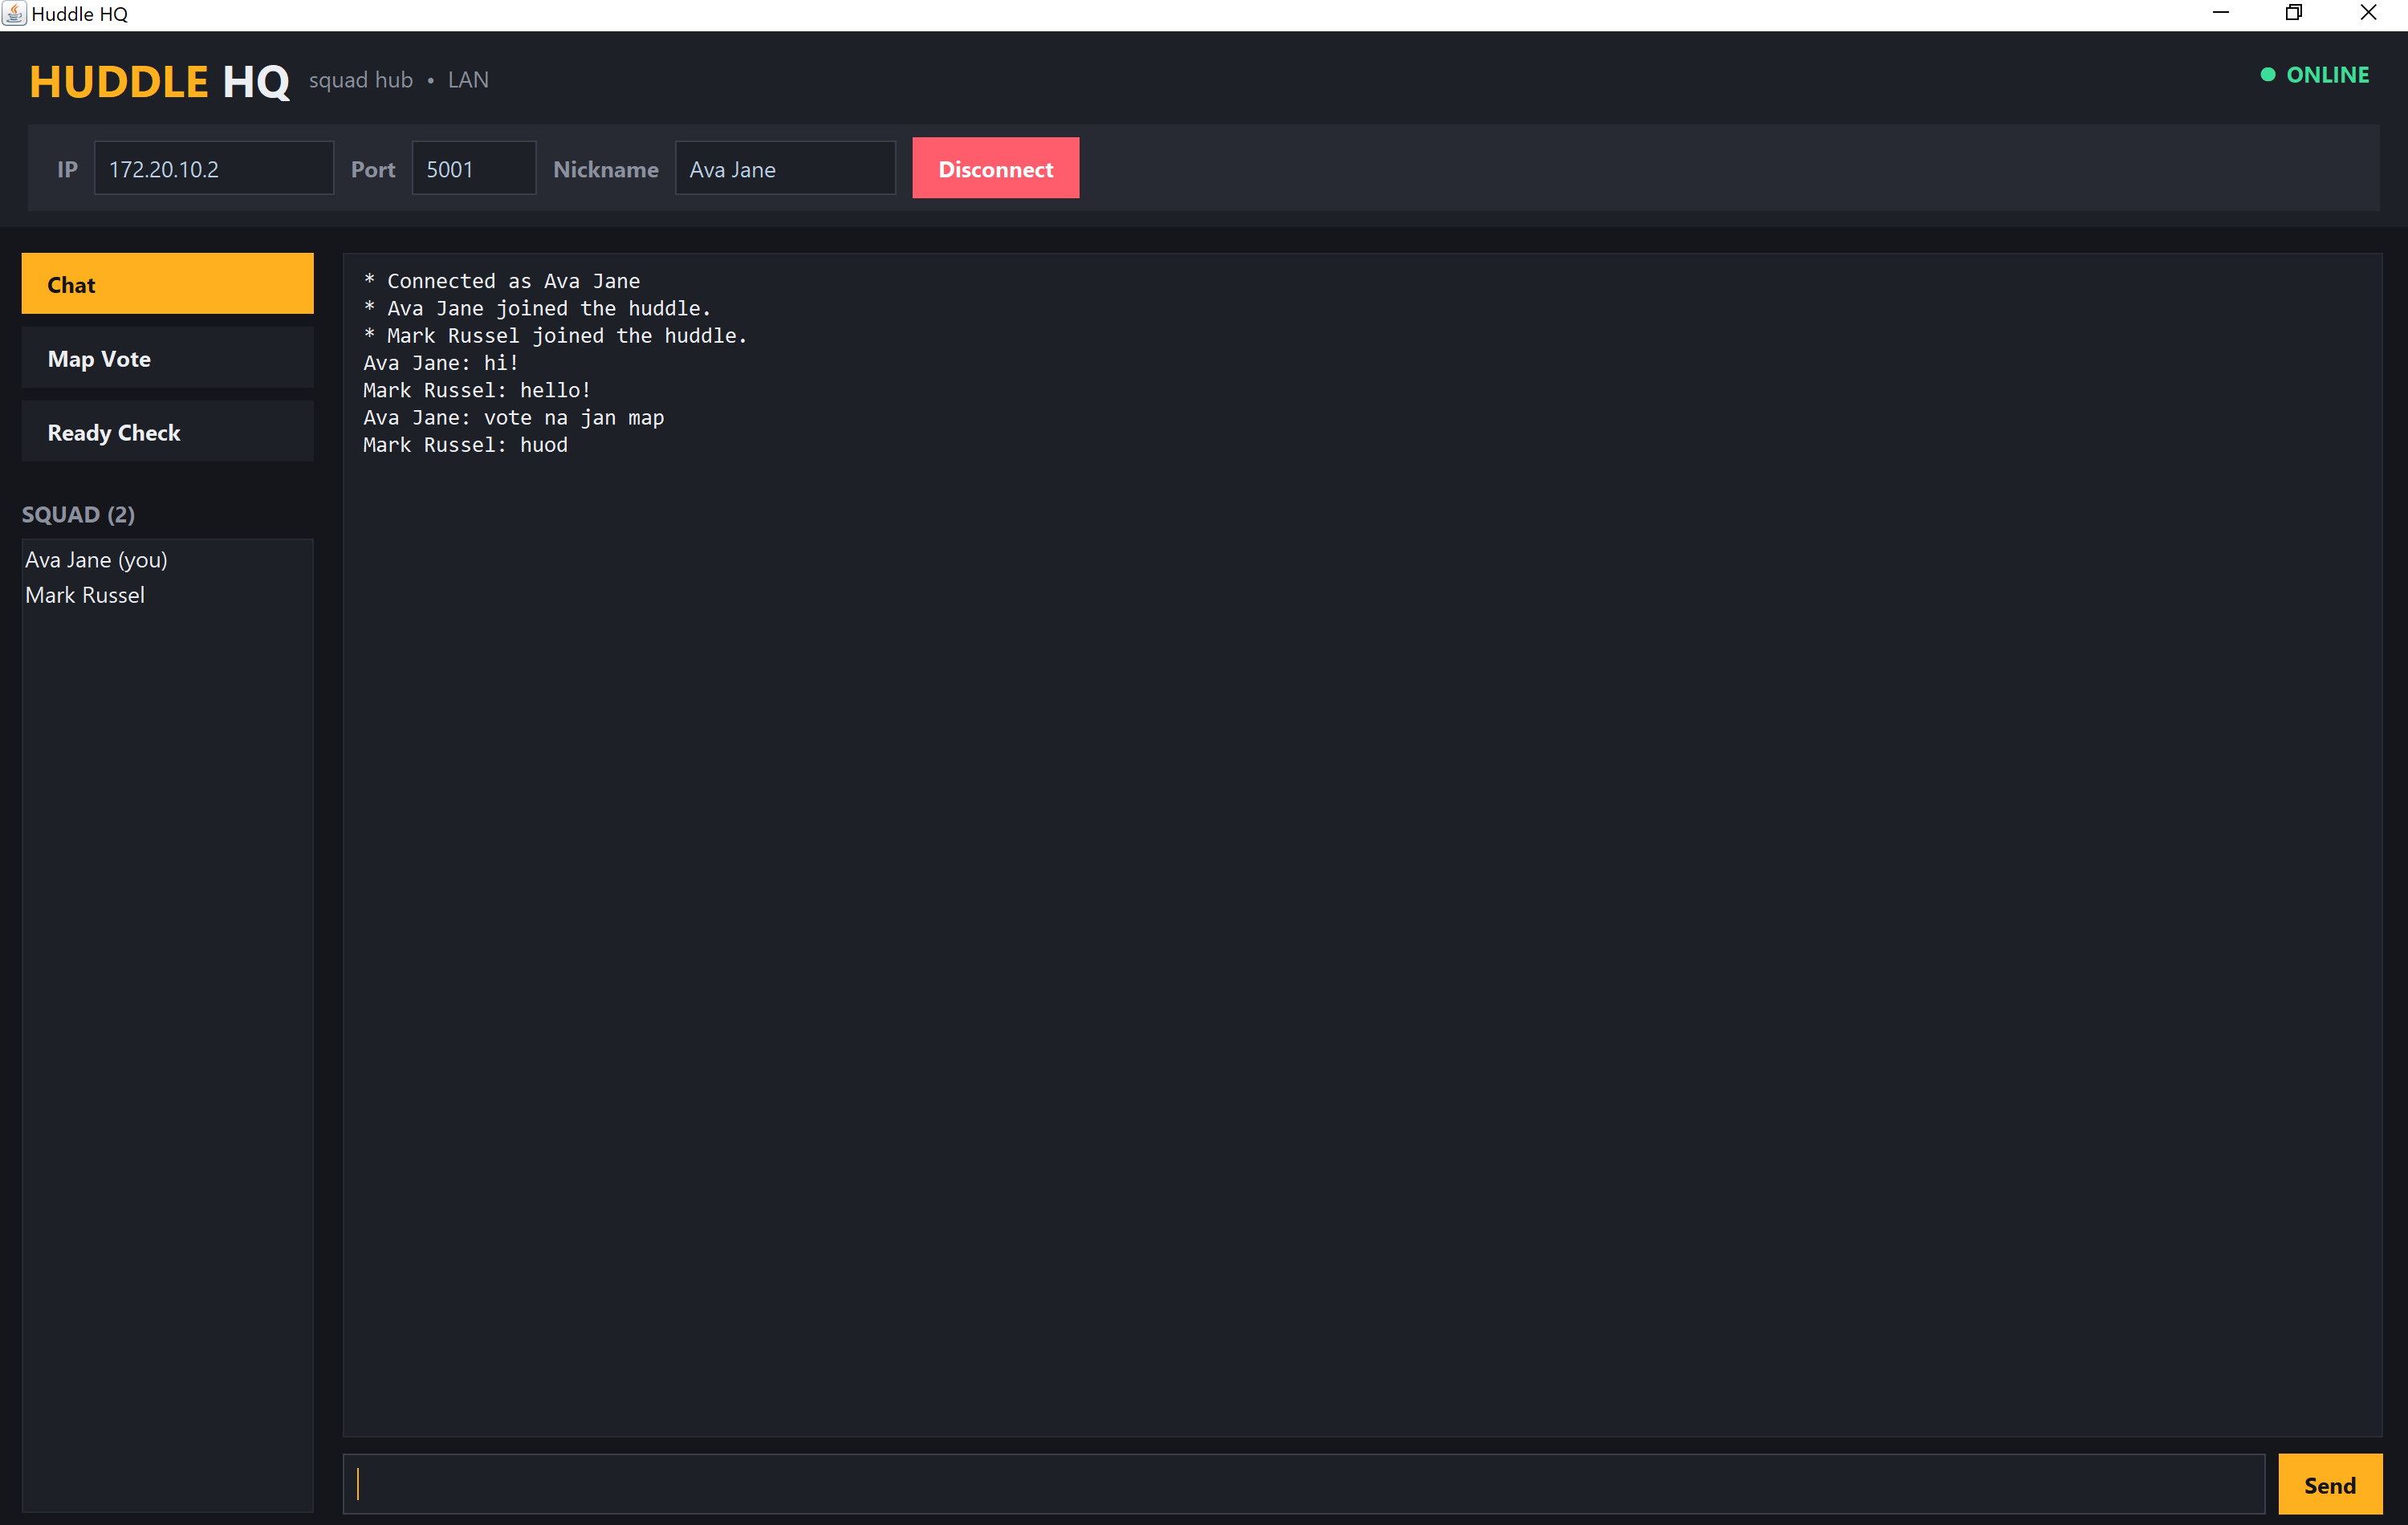 Huddle HQ
HUDDLE HQ squad hub • LAN
ONLINE
IP 172.20.10.2 Port 5001 Nickname Ava Jane Disconnect
Chat
Map Vote
Ready Check
SQUAD (2)
Ava Jane (you)
Mark Russel
* Connected as Ava Jane
* Ava Jane joined the huddle.
* Mark Russel joined the huddle.
Ava Jane: hi!
Mark Russel: hello!
Ava Jane: vote na jan map
Mark Russel: huod
Send